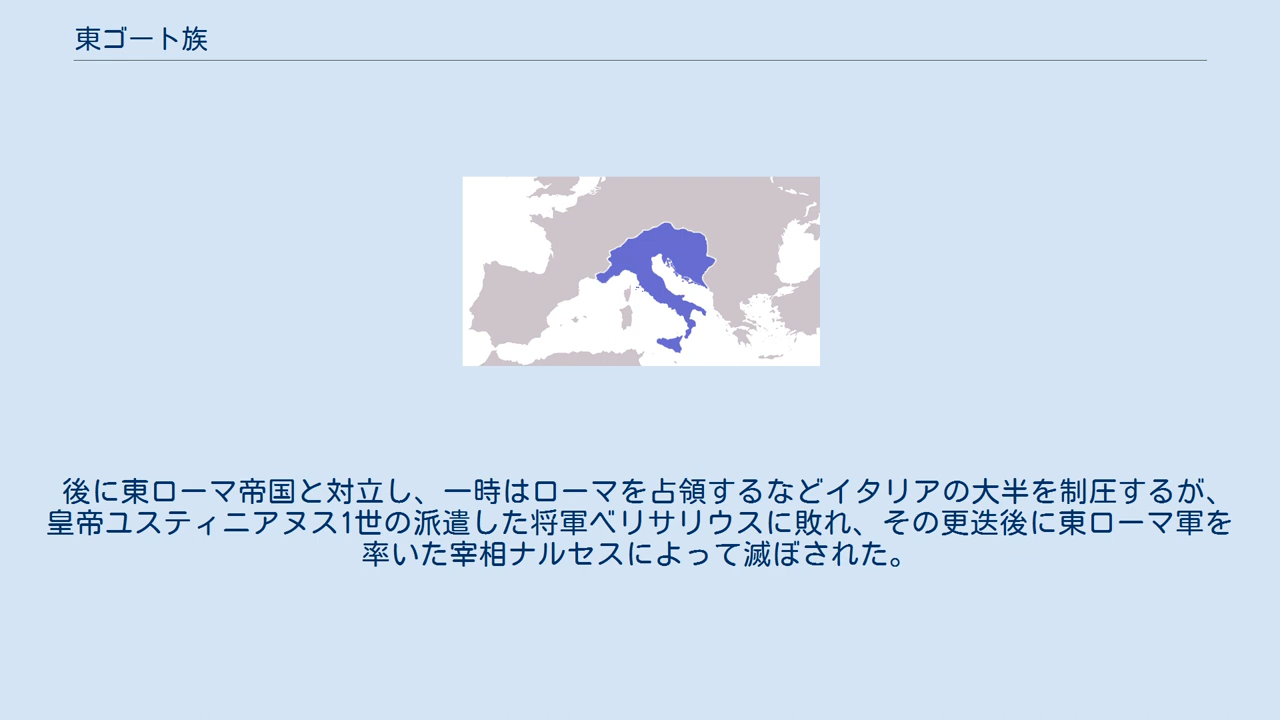 東ゴート族
後に東ローマ帝国と対立し、一時はローマを占領するなどイタリアの大半を制圧するが、
皇帝ユスティニアヌス1世の派遣した将軍ベリサリウスに敗れ、その更迭後に東ローマ軍を
率いた宰相ナルセスによって滅ぼされた。